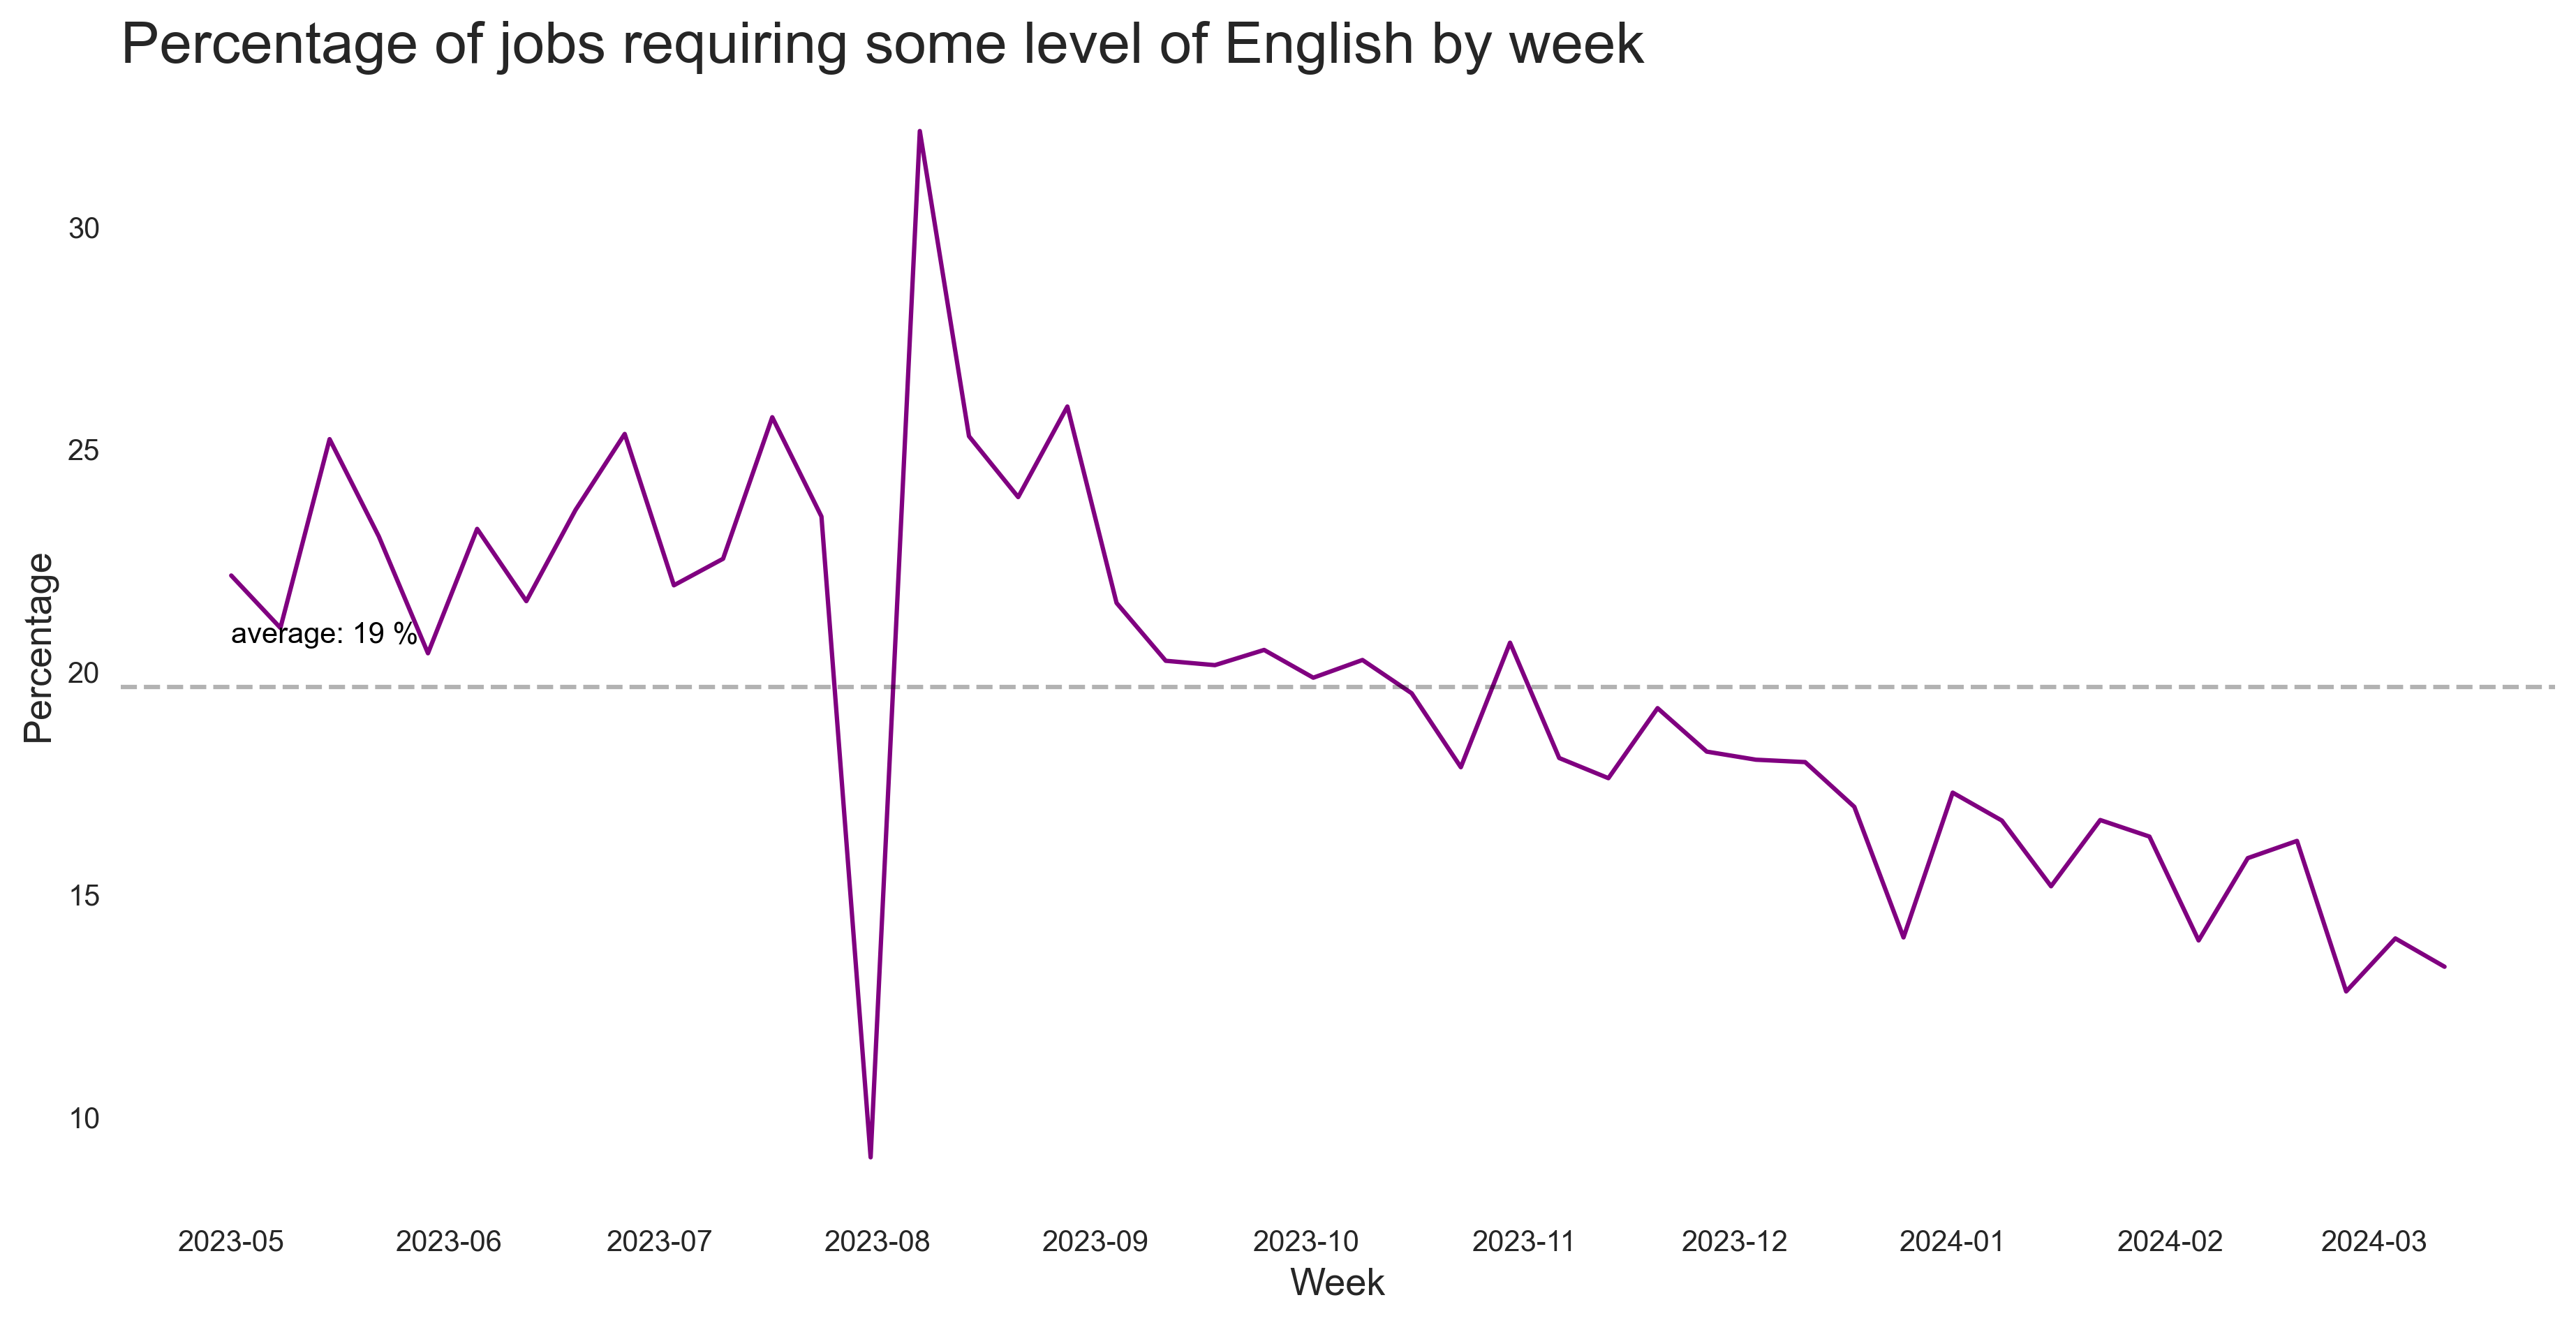 Percentage of jobs requiring some level of English by week
30
25
20
15
10
Percentage
average: 19 %
2023-05 2023-06 2023-07 2023-08 2023-09 2023-10 2023-11 2023-12 2024-01 2024-02 2024-03
Week